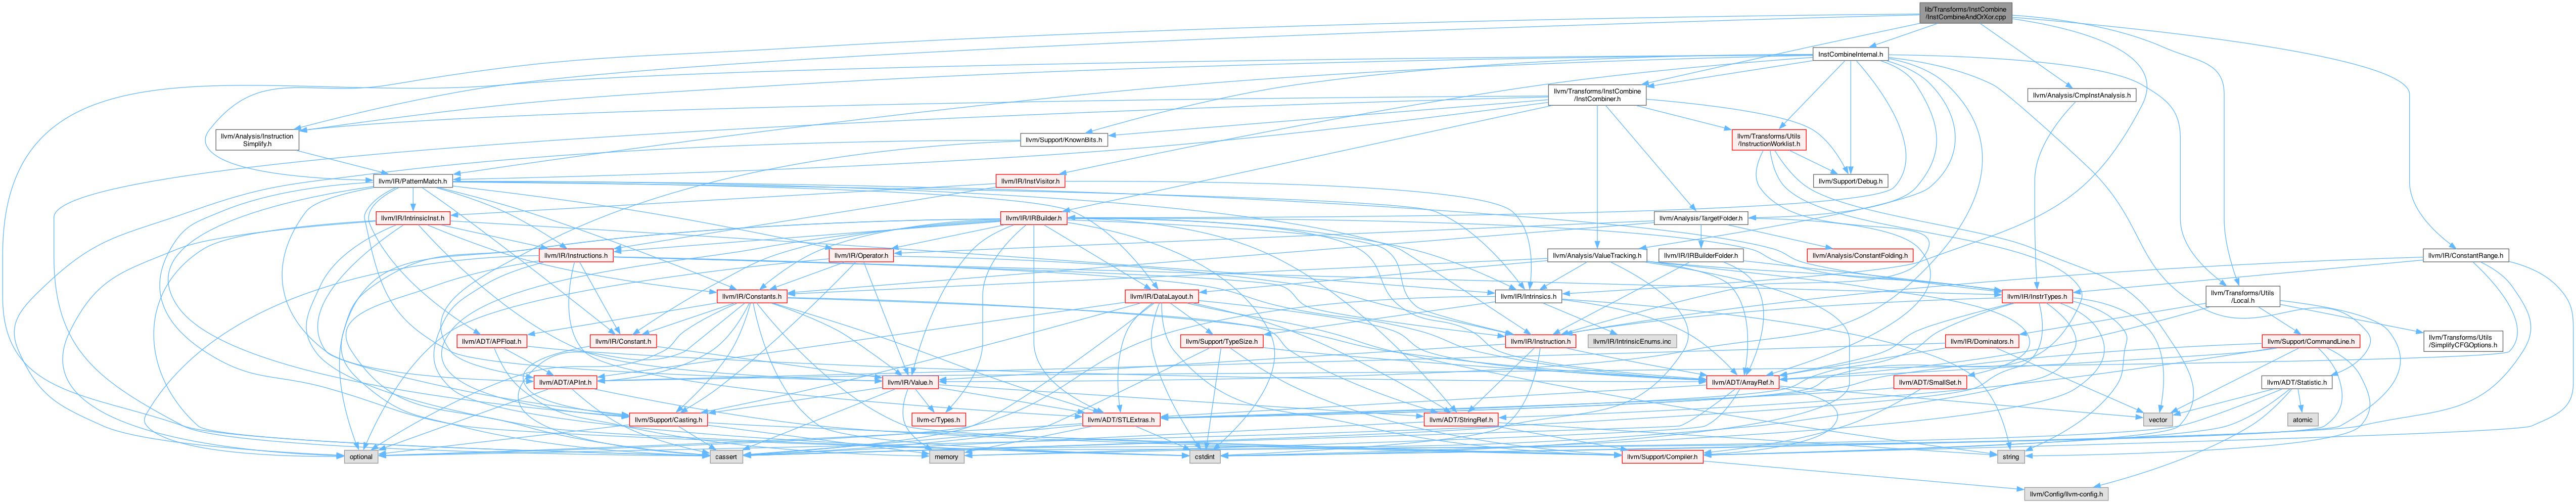 lib/Transforms/InstCombine
/InstCombineAndOrXor.cpp
InstCombineInternal.h
llvm/Transforms/InstCombine
/InstCombiner.h
llvm/Analysis/CmpInstAnalysis.h
llvm/Analysis/Instruction
Simplify.h
llvm/Support/KnownBits.h
llvm/Transforms/Utils
/InstructionWorklist.h
llvm/IR/PatternMatch.h
llvm/IR/InstVisitor.h
llvm/Support/Debug.h
llvm/IR/IntrinsicInst.h
llvm/IR/IRBuilder.h
llvm/Analysis/TargetFolder.h
llvm/IR/Instructions.h
llvm/IR/Operator.h
llvm/Analysis/ValueTracking.h
llvm/IR/IRBuilderFolder.h
llvm/Analysis/ConstantFolding.h
llvm/IR/ConstantRange.h
llvm/IR/Constants.h
llvm/IR/DataLayout.h
llvm/IR/Intrinsics.h
llvm/IR/InstrTypes.h
llvm/Transforms/Utils
/Local.h
llvm/ADT/APFloat.h
llvm/IR/Constant.h
llvm/Support/TypeSize.h
llvm/IR/Instruction.h
llvm/IR/IntrinsicEnums.inc
llvm/IR/Dominators.h
llvm/Support/CommandLine.h
llvm/Transforms/Utils
/SimplifyCFGOptions.h
llvm/ADT/APInt.h
llvm/IR/Value.h
llvm/ADT/ArrayRef.h
llvm/ADT/SmallSet.h
llvm/ADT/Statistic.h
llvm/Support/Casting.h
llvm-c/Types.h
llvm/ADT/STLExtras.h
llvm/ADT/StringRef.h
vector
atomic
optional
cassert
memory
cstdint
llvm/Support/Compiler.h
string
llvm/Config/llvm-config.h